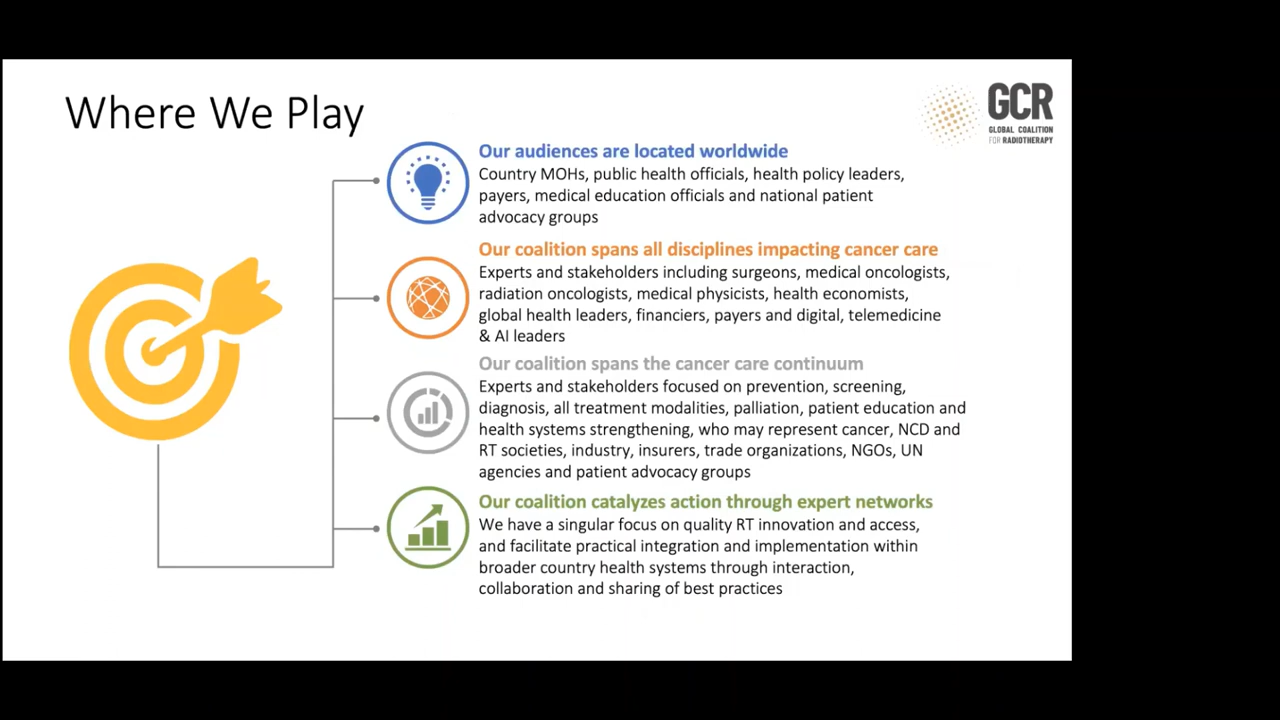 Where We Play
GCR
GLOBAL COALITION
FOR RADIOTHERAPY
Our audiences are located worldwide
Country MOHs, public health officials, health policy leaders,
payers, medical education officials and national patient
advocacy groups
Our coalition spans all disciplines impacting cancer care
Experts and stakeholders including surgeons, medical oncologists,
radiation oncologists, medical physicists, health economists,
global health leaders, financiers, payers and digital, telemedicine
& AI leaders
Our coalition spans the cancer care continuum
Experts and stakeholders focused on prevention, screening,
diagnosis, all treatment modalities, palliation, patient education and
health systems strengthening, who may represent cancer, NCD and
RT societies, industry, insurers, trade organizations, NGOs, UN
agencies and patient advocacy groups
Our coalition catalyzes action through expert networks
We have a singular focus on quality RT innovation and access,
and facilitate practical integration and implementation within
broader country health systems through interaction,
collaboration and sharing of best practices